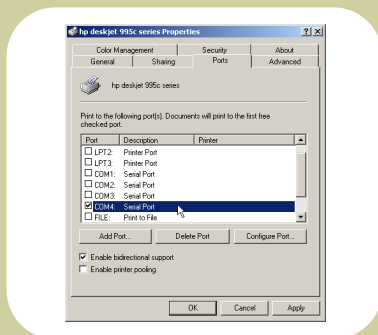 hp deskjet 995c series Properties
Color Management Security About
General Sharing Ports Advanced
hp deskjet 995c series
Print to the following port(s). Documents will print to the first free
checked port.
Port Description Printer
LPT2: Printer Port
LPT3: Printer Port
COM1: Serial Port
COM2: Serial Port
COM3: Serial Port
COM4: Serial Port
FILE: Print to File
Add Port... Delete Port Configure Port...
Enable bidirectional support
Enable printer pooling
OK Cancel Apply